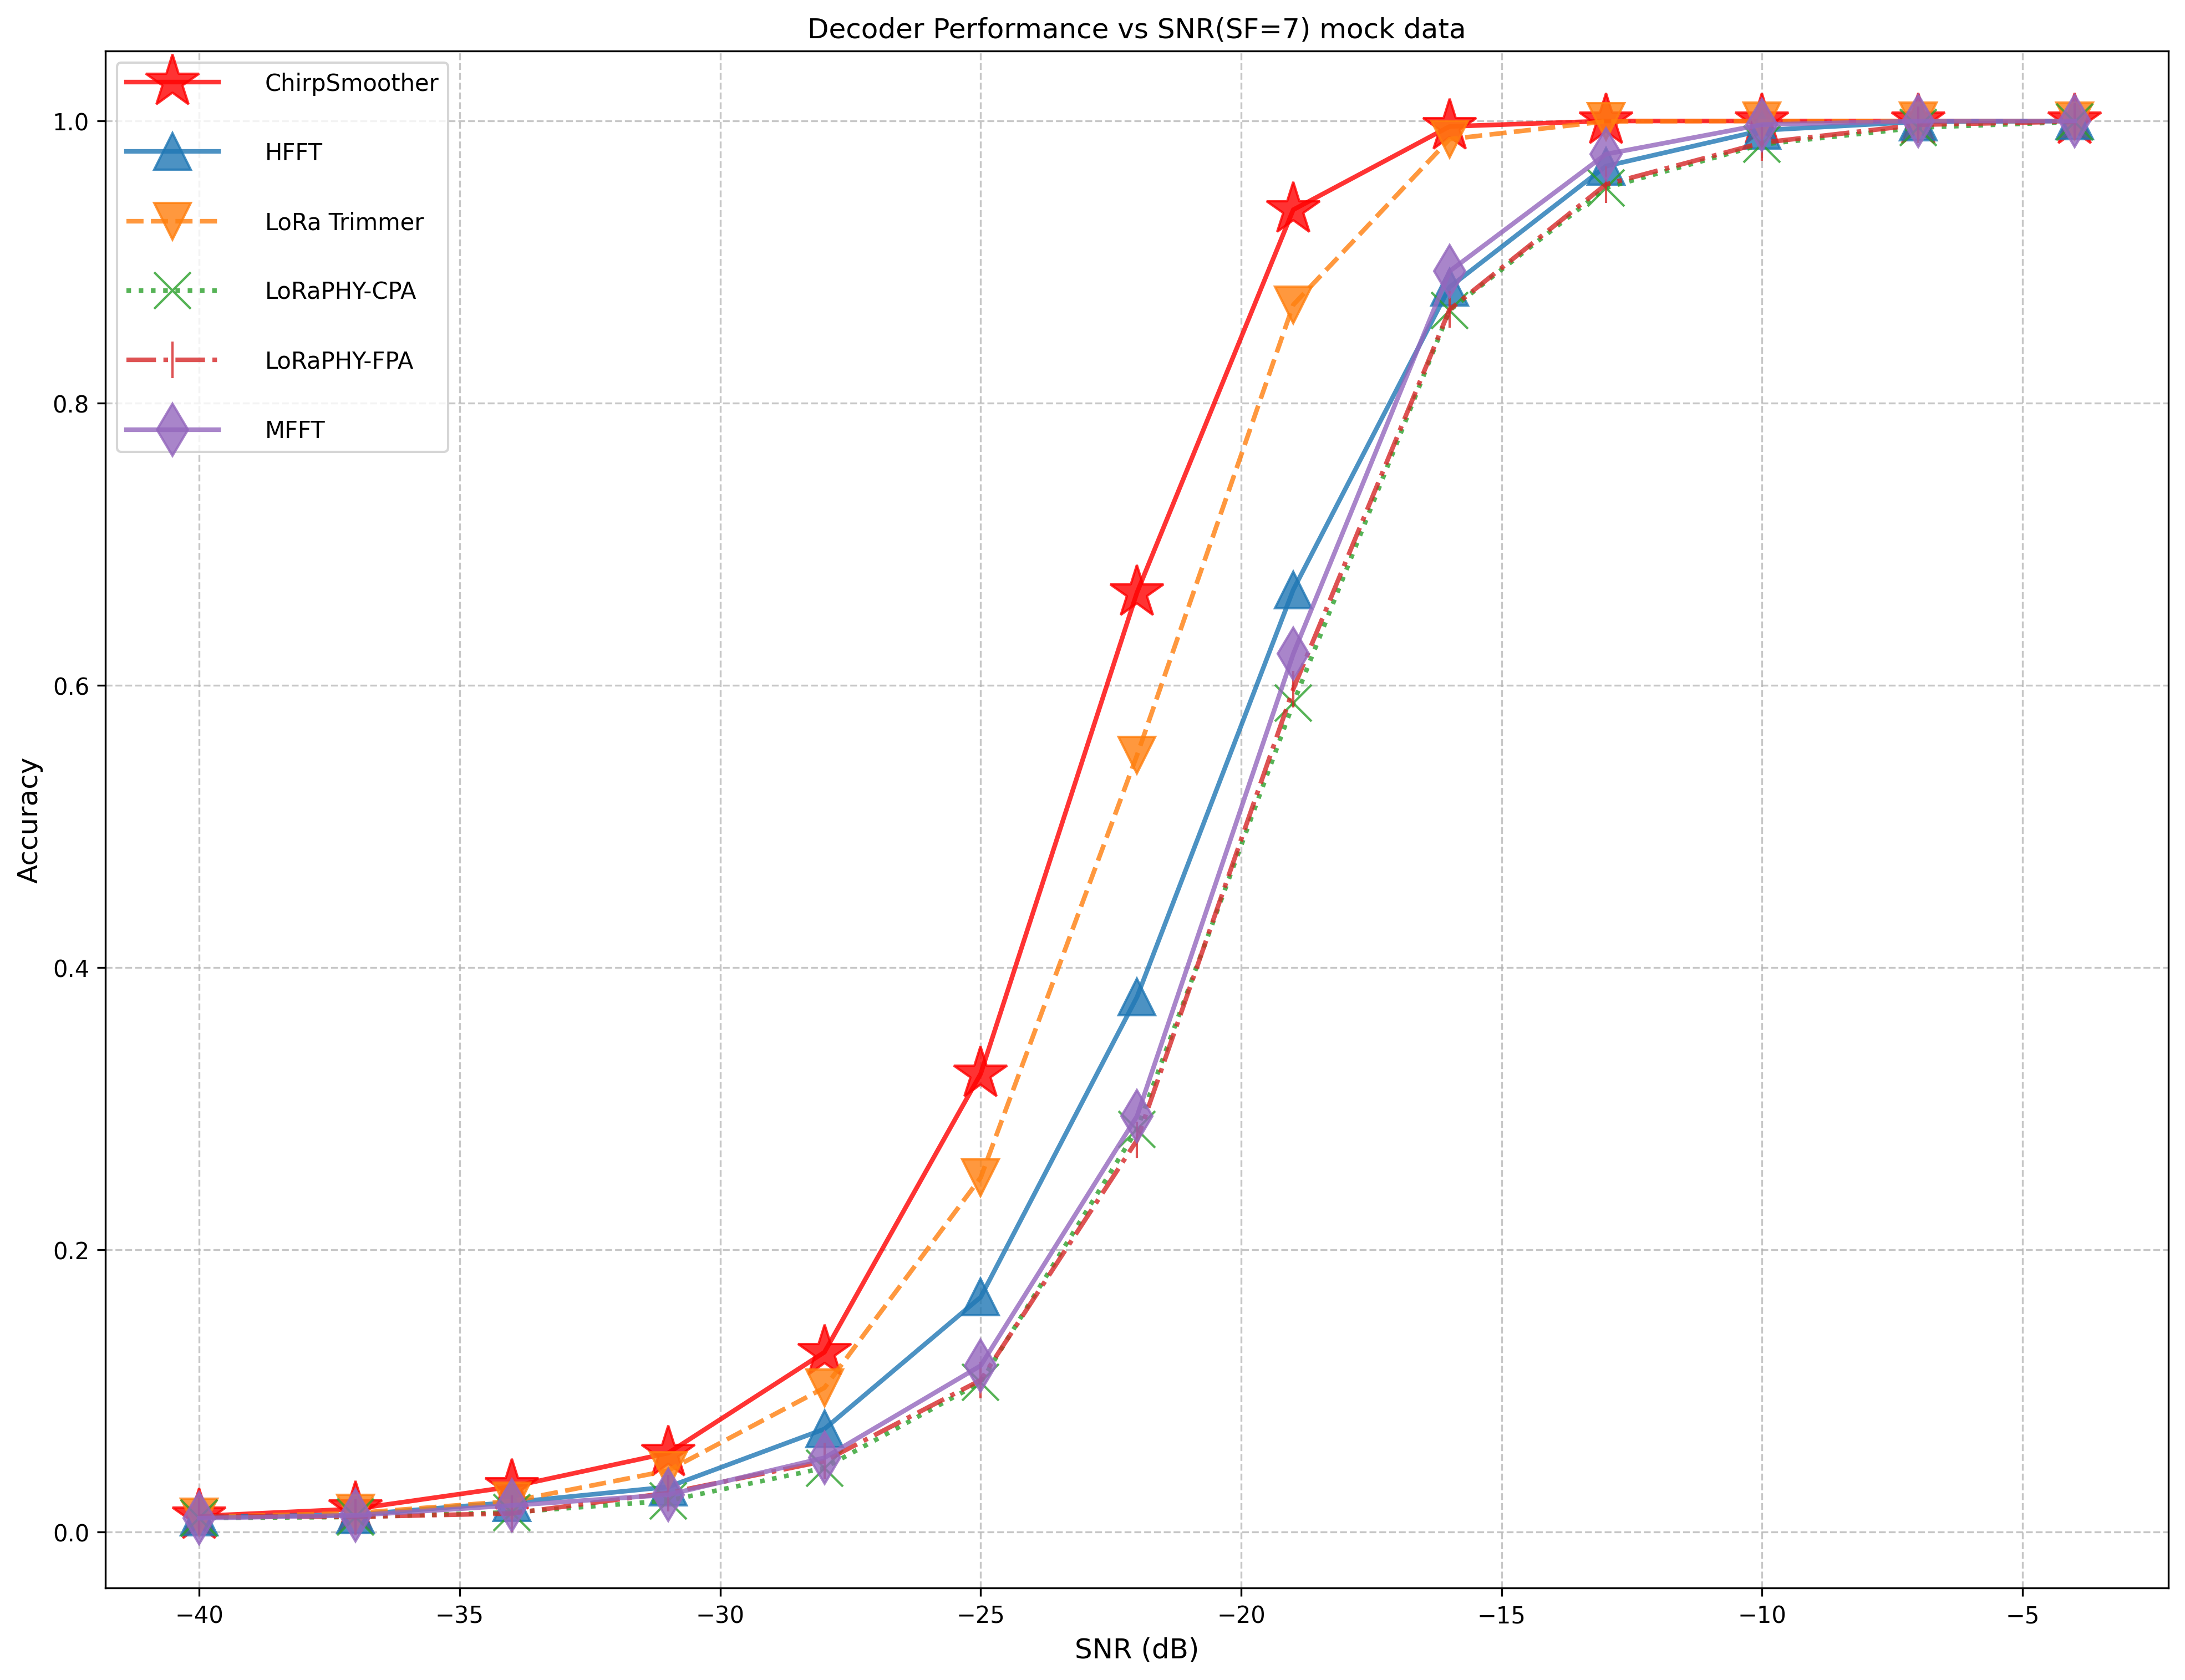 Decoder Performance vs SNR(SF=7) mock data
ChirpSmoother
HFFT
LoRa Trimmer
LoRaPHY-CPA
LoRaPHY-FPA
MFFT
Accuracy
1.0
0.8
0.6
0.4
0.2
0.0
−40
−35
−30
−25
−20
−15
−10
−5
SNR (dB)